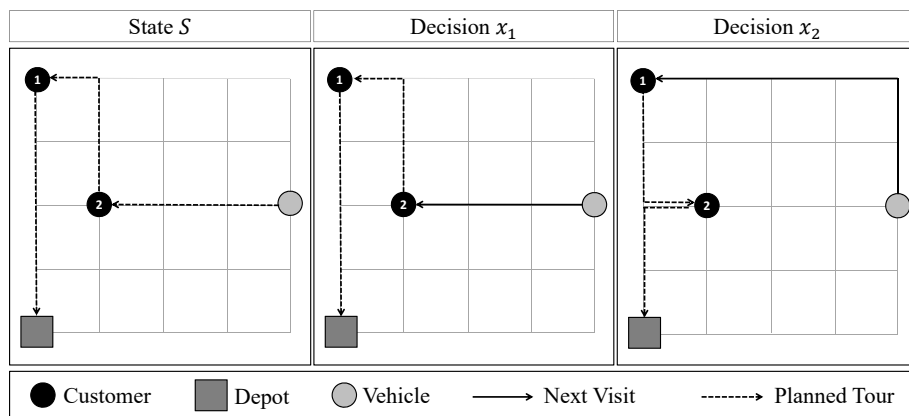 State S
Decision x₁
Decision x₂
1
2
1
2
1
2
Customer
Depot
Vehicle
Next Visit
Planned Tour